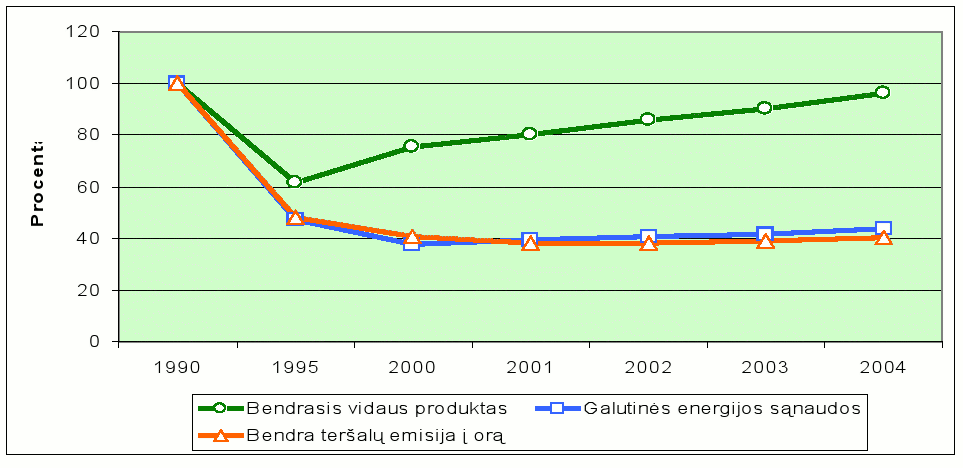 120
100
80
60
40
20
0
Procentai
1990 1995 2000 2001 2002 2003 2004
Bendrasis vidaus produktas
Galutinės energijos sąnaudos
Bendra teršalų emisija į orą